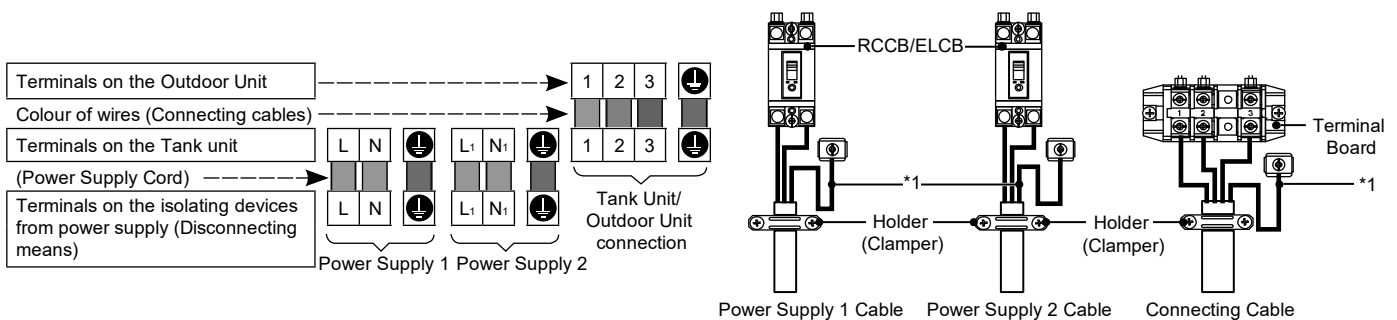 Terminals on the Outdoor Unit
1 2 3
Colour of wires (Connecting cables)
Terminals on the Tank unit
L N
L1 N1
1 2 3
(Power Supply Cord)
Terminals on the isolating devices
from power supply (Disconnecting
means)
L N
L1 N1
Tank Unit/
Outdoor Unit
connection
Power Supply 1
Power Supply 2
RCCB/ELCB
1 2 3
Terminal
Board
*1
*1
Holder
(Clamper)
Holder
(Clamper)
Power Supply 1 Cable
Power Supply 2 Cable
Connecting Cable